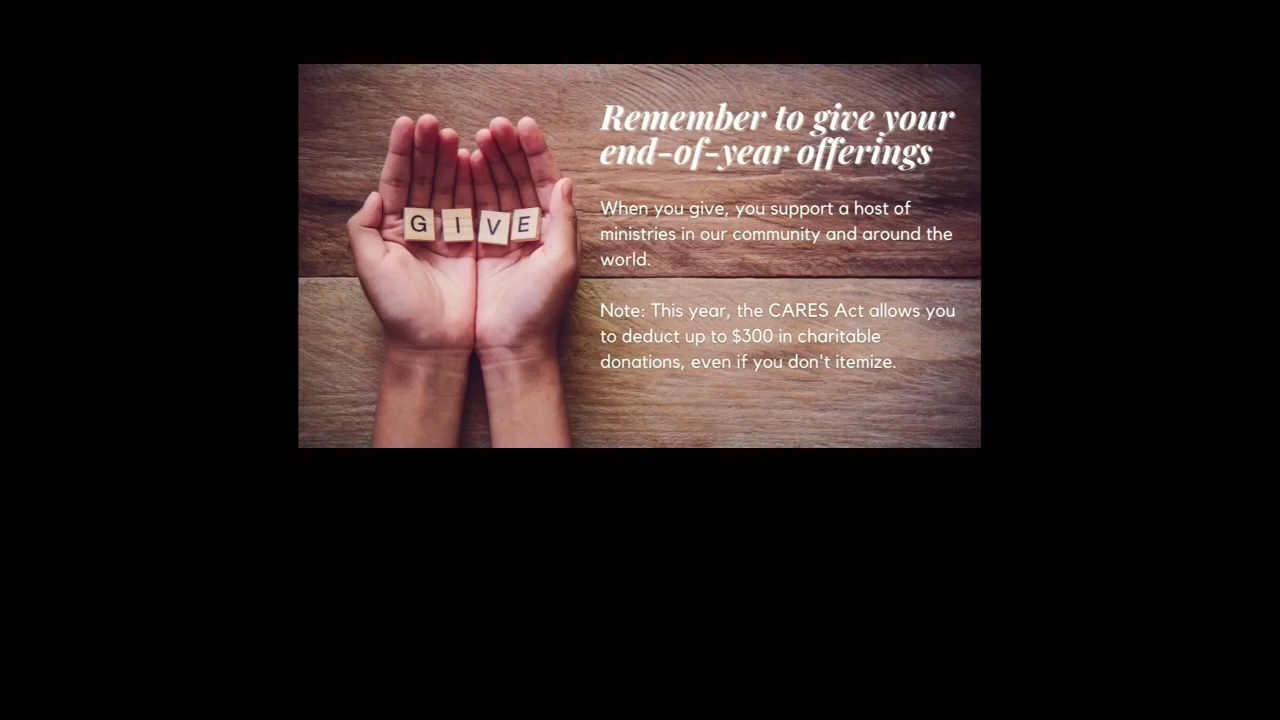 Remember to give your
end-of-year offerings
GIVE
When you give, you support a host of
ministries in our community and around the
world.
Note: This year, the CARES Act allows you
to deduct up to $300 in charitable
donations, even if you don't itemize.